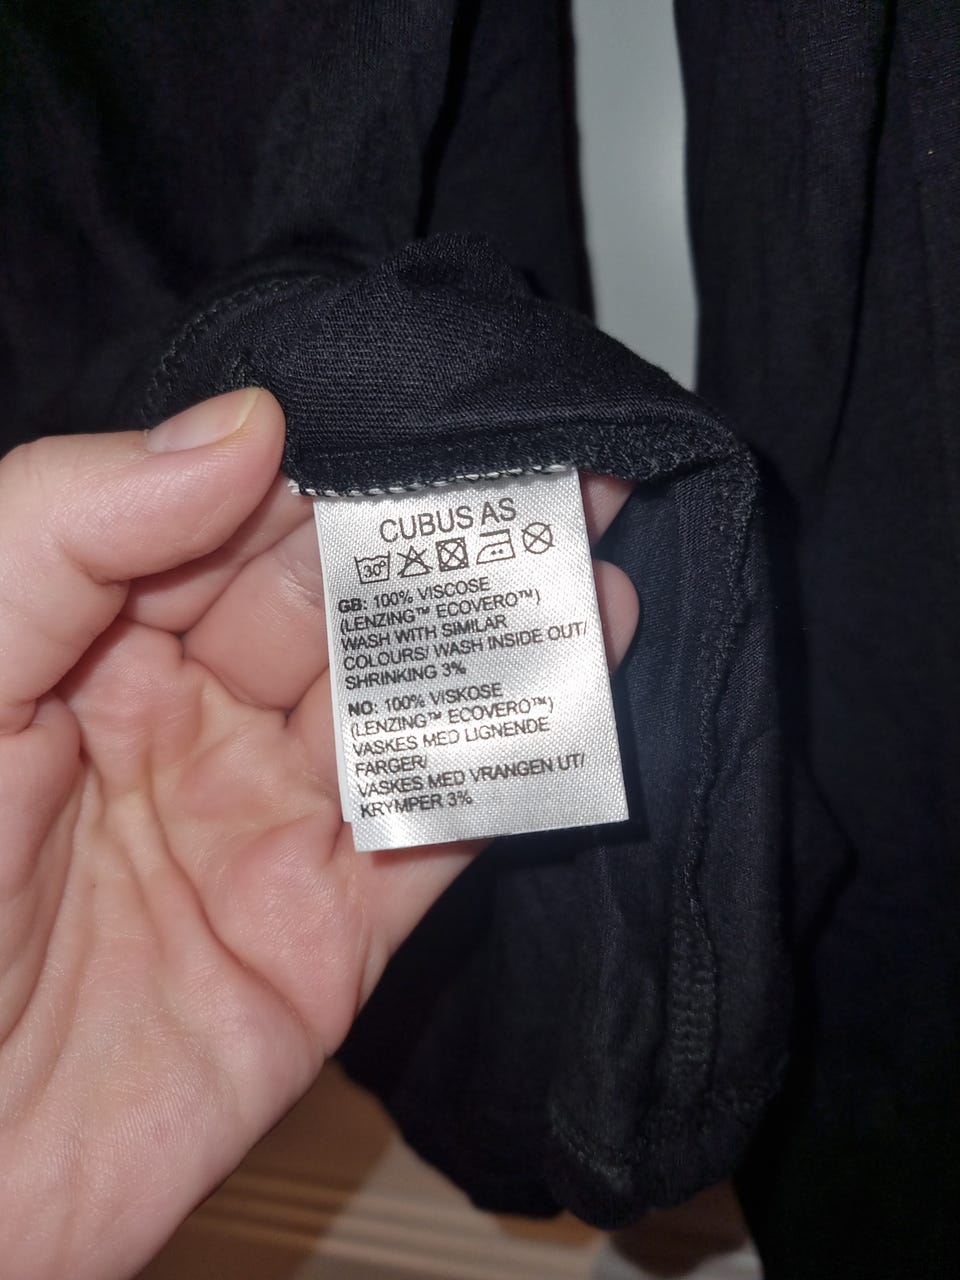 CUBUS AS
30°
GB: 100% VISCOSE
(LENZING™ ECOVERO™)
WASH WITH SIMILAR
COLOURS/ WASH INSIDE OUT/
SHRINKING 3%
NO: 100% VISKOSE
(LENZING™ ECOVERO™)
VASKES MED LIGNENDE
FARGER/
VASKES MED VRANGEN UT/
KRYMPER 3%